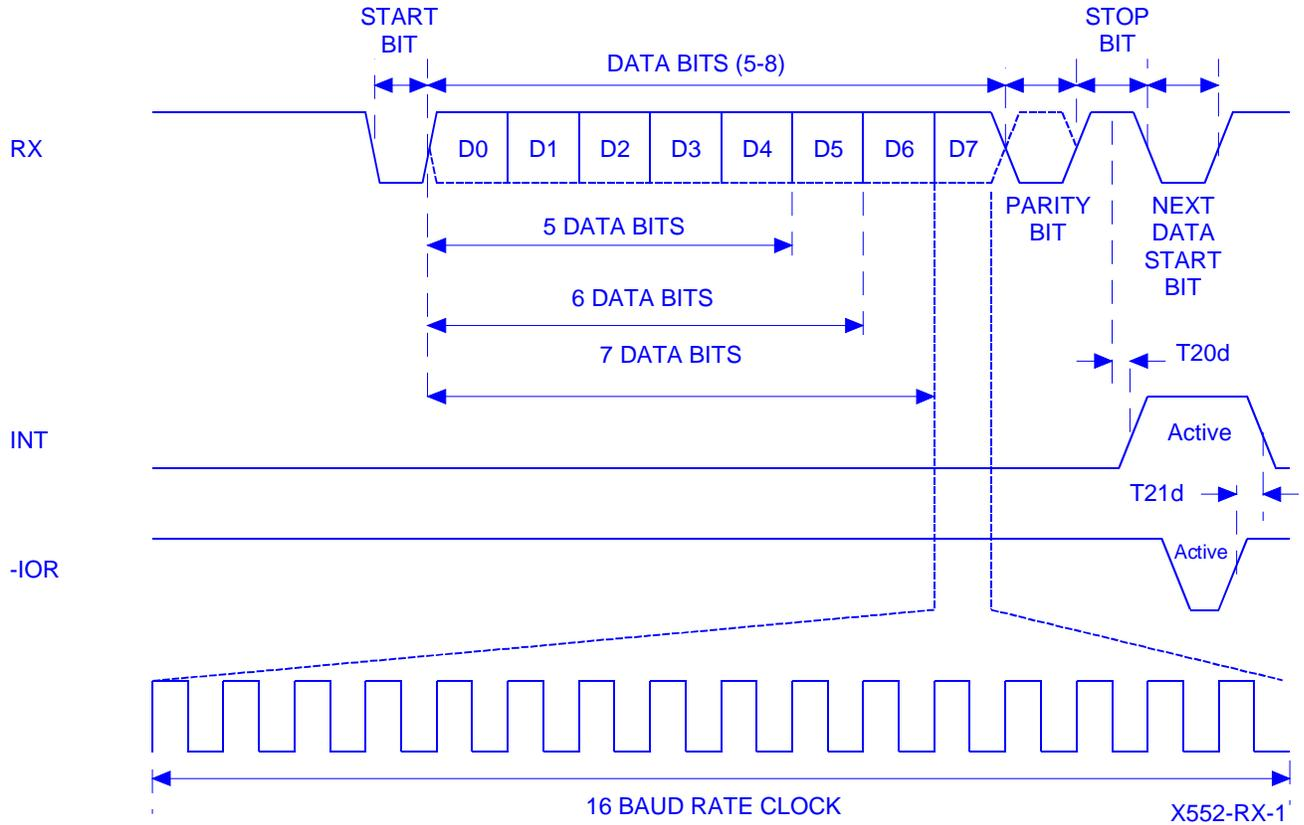 START
BIT
STOP
BIT
DATA BITS (5-8)
RX
D0 D1 D2 D3 D4 D5 D6 D7
PARITY
BIT
NEXT
DATA
START
BIT
5 DATA BITS
6 DATA BITS
7 DATA BITS
T20d
INT
Active
T21d
-IOR
Active
16 BAUD RATE CLOCK
X552-RX-1